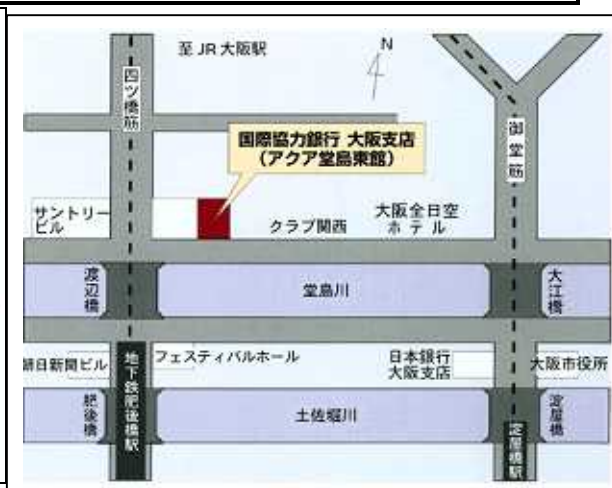 至 JR 大阪駅
N
四ツ橋筋
御堂筋
国際協力銀行 大阪支店
(アクア堂島東館)
サントリー
ビル
クラブ関西
大阪全日空
ホテル
渡辺橋
堂島川
大江橋
朝日新聞ビル
地下鉄肥後橋駅
フェスティバルホール
日本銀行
大阪支店
大阪市役所
肥後橋
土佐堀川
淀屋橋
淀屋橋駅